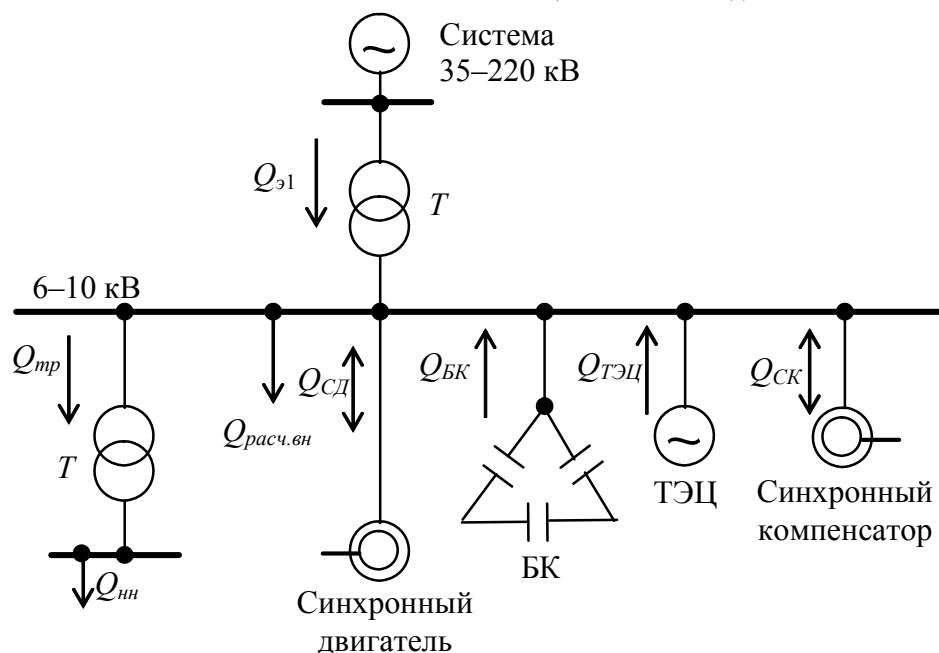 Система
35–220 кВ
Qэ1
T
6–10 кВ
Qтр
QСД
QБК
QТЭЦ
QСК
Qрасч.вн
T
~
ТЭЦ
Синхронный
компенсатор
БК
Qнн
Синхронный
двигатель